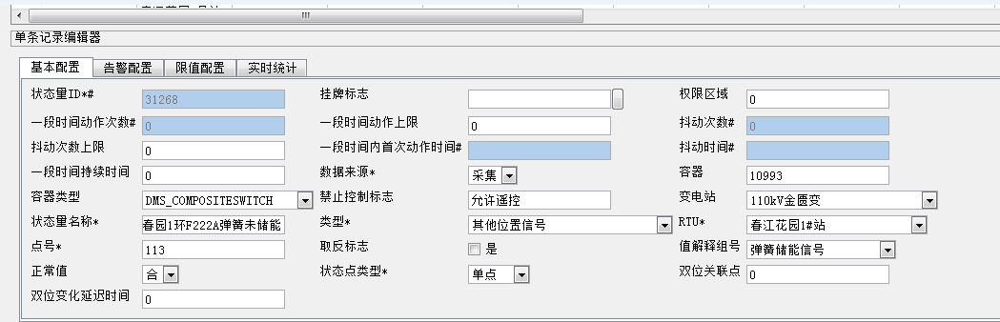 单条记录编辑器
基本配置 告警配置 限值配置 实时统计
状态量ID*# 31268 挂牌标志 权限区域 0
一段时间动作次数# 0 一段时间动作上限 0 抖动次数# 0
抖动次数上限 0 一段时间内首次动作时间# 抖动时间#
一段时间持续时间 0 数据来源* 采集 容器 10993
容器类型 DMS_COMPOSITESWITCH 禁止控制标志 允许遥控 变电站 110kV金匮变
状态量名称* 春园1环F222A弹簧未储能 类型* 其他位置信号 RTU* 春江花园1#站
点号* 113 取反标志 是 值解释组号 弹簧储能信号
正常值 合 状态点类型* 单点 双位关联点 0
双位变化延迟时间 0